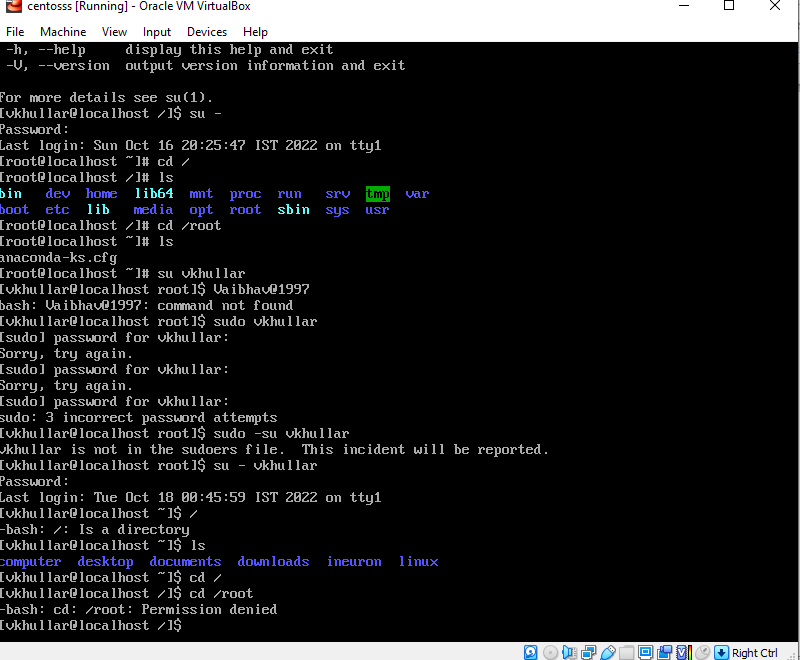 centosss [Running] - Oracle VM VirtualBox
File Machine View Input Devices Help
-h, --help display this help and exit
-V, --version output version information and exit
For more details see su(1).
[vkhullar@localhost /]$ su -
Password:
Last login: Sun Oct 16 20:25:47 IST 2022 on tty1
[root@localhost ~]# cd /
[root@localhost /]# ls
bin dev home lib64 mnt proc run srv tmp var
boot etc lib media opt root sbin sys usr
[root@localhost /]# cd /root
[root@localhost ~]# ls
anaconda-ks.cfg
[root@localhost ~]# su vkhullar
[vkhullar@localhost root]$ Vaibhav@1997
bash: Vaibhav@1997: command not found
[vkhullar@localhost root]$ sudo vkhullar
[sudo] password for vkhullar:
Sorry, try again.
[sudo] password for vkhullar:
Sorry, try again.
[sudo] password for vkhullar:
sudo: 3 incorrect password attempts
[vkhullar@localhost root]$ sudo -su vkhullar
vkhullar is not in the sudoers file.  This incident will be reported.
[vkhullar@localhost root]$ su - vkhullar
Password:
Last login: Tue Oct 18 00:45:59 IST 2022 on tty1
[vkhullar@localhost ~]$ /
-bash: /: Is a directory
[vkhullar@localhost ~]$ ls
computer desktop documents downloads ineuron linux
[vkhullar@localhost ~]$ cd /
[vkhullar@localhost /]$ cd /root
-bash: cd: /root: Permission denied
[vkhullar@localhost /]$
Right Ctrl